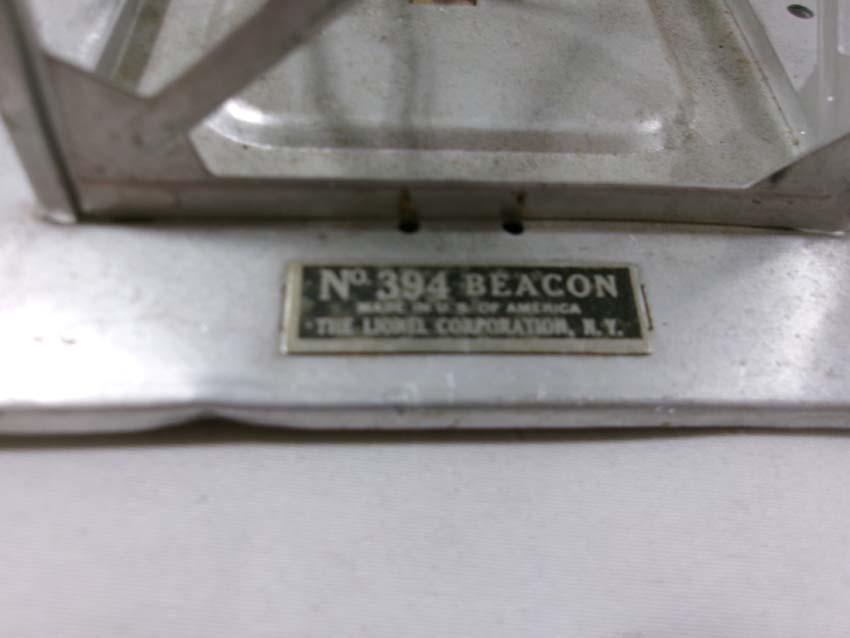 No. 394 BEACON
MADE IN U.S. OF AMERICA
THE LIONEL CORPORATION, N.Y.